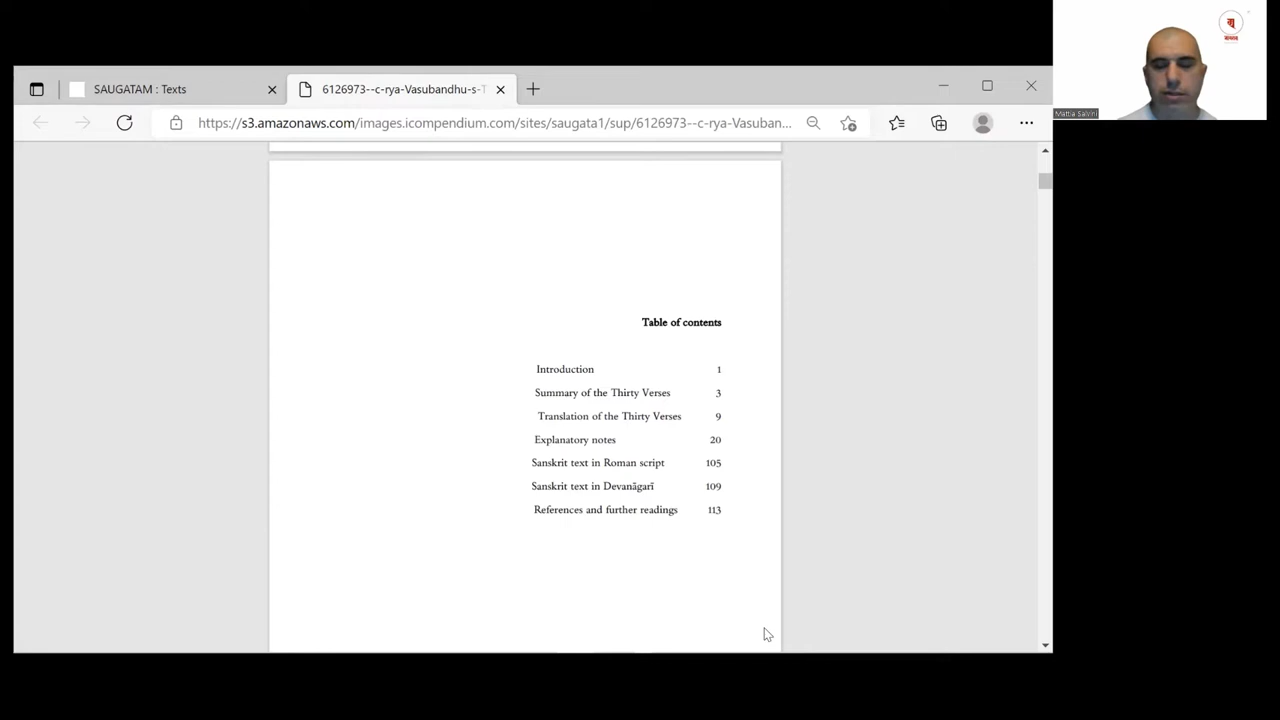 SAUGATAM : Texts
6126973--c-rya-Vasubandhu-s-T
https://s3.amazonaws.com/images.icompendium.com/sites/saugata1/sup/6126973--c-rya-Vasuban...
Mattia Salvini
Table of contents
Introduction 1
Summary of the Thirty Verses 3
Translation of the Thirty Verses 9
Explanatory notes 20
Sanskrit text in Roman script 105
Sanskrit text in Devanāgarī 109
References and further readings 113